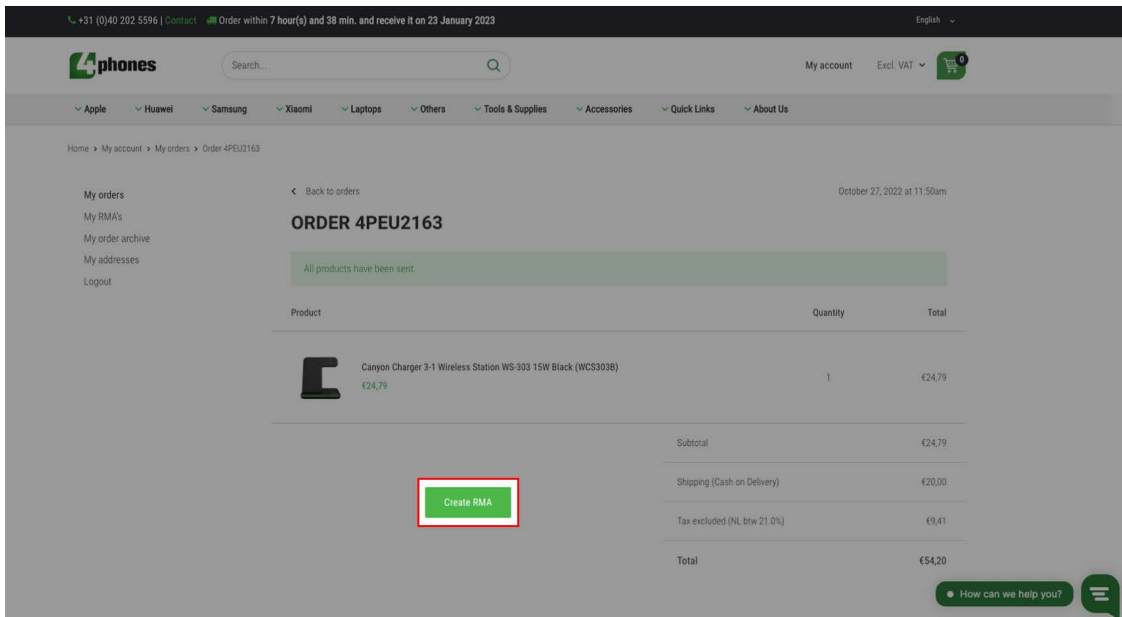 +31 (0)40 202 5596 | Contact Order within 7 hour(s) and 38 min. and receive it on 23 January 2023 English
4phones Search... My account Excl. VAT 0
Apple Huawei Samsung Xiaomi Laptops Others Tools & Supplies Accessories Quick Links About Us
Home > My account > My orders > Order 4PEU2163
My orders
My RMA's
My order archive
My addresses
Logout
Back to orders October 27, 2022 at 11:50am
ORDER 4PEU2163
All products have been sent.
Product Quantity Total
Canyon Charger 3-1 Wireless Station WS-303 15W Black (WCS303B)
€24,79 1 €24,79
Subtotal €24,79
Shipping (Cash on Delivery) €20,00
Create RMA
Tax excluded (NL btw 21.0%) €9,41
Total €54,20
How can we help you?